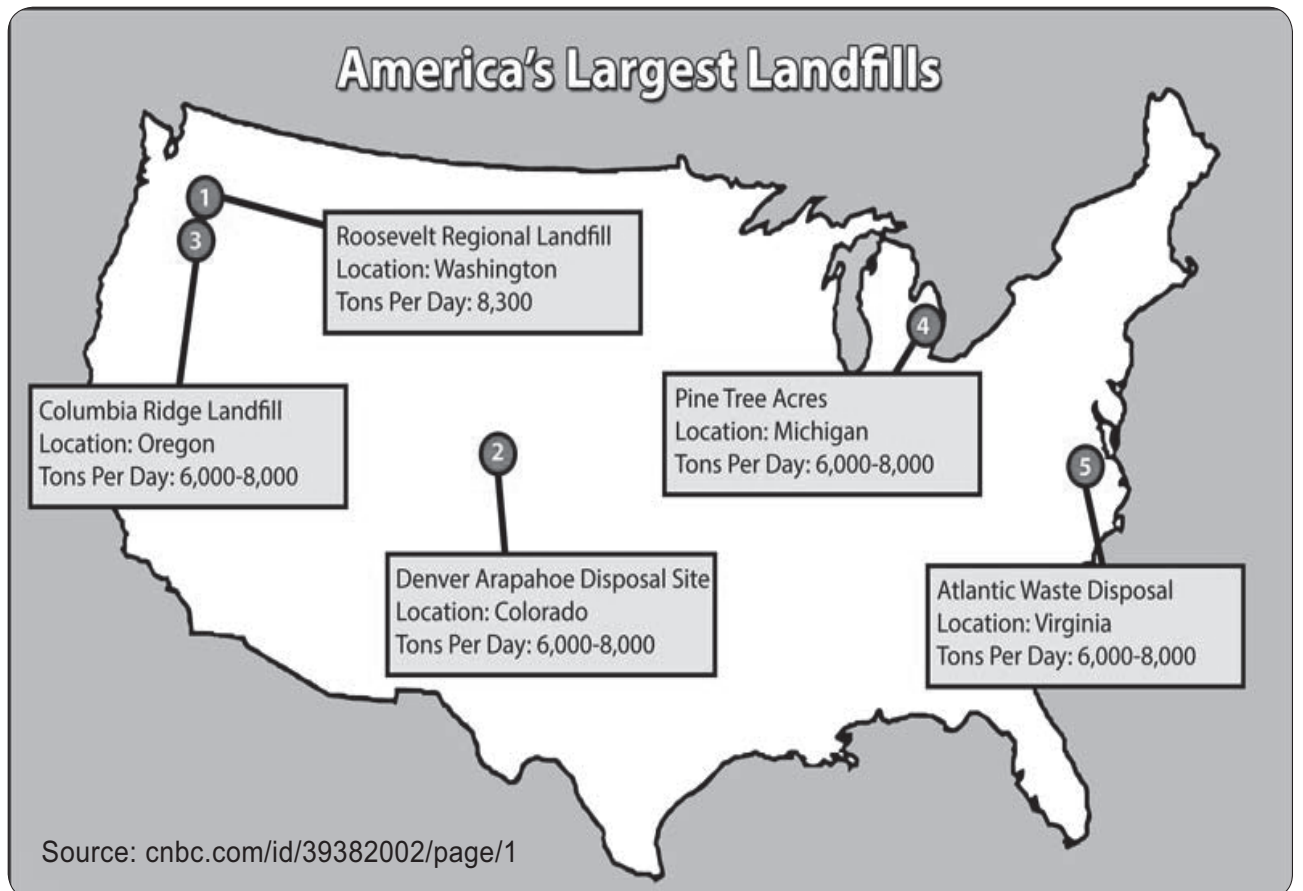 America's Largest Landfills
1
Roosevelt Regional Landfill
Location: Washington
Tons Per Day: 8,300
3
Columbia Ridge Landfill
Location: Oregon
Tons Per Day: 6,000-8,000
2
Denver Arapahoe Disposal Site
Location: Colorado
Tons Per Day: 6,000-8,000
4
Pine Tree Acres
Location: Michigan
Tons Per Day: 6,000-8,000
5
Atlantic Waste Disposal
Location: Virginia
Tons Per Day: 6,000-8,000
Source: cnbc.com/id/39382002/page/1